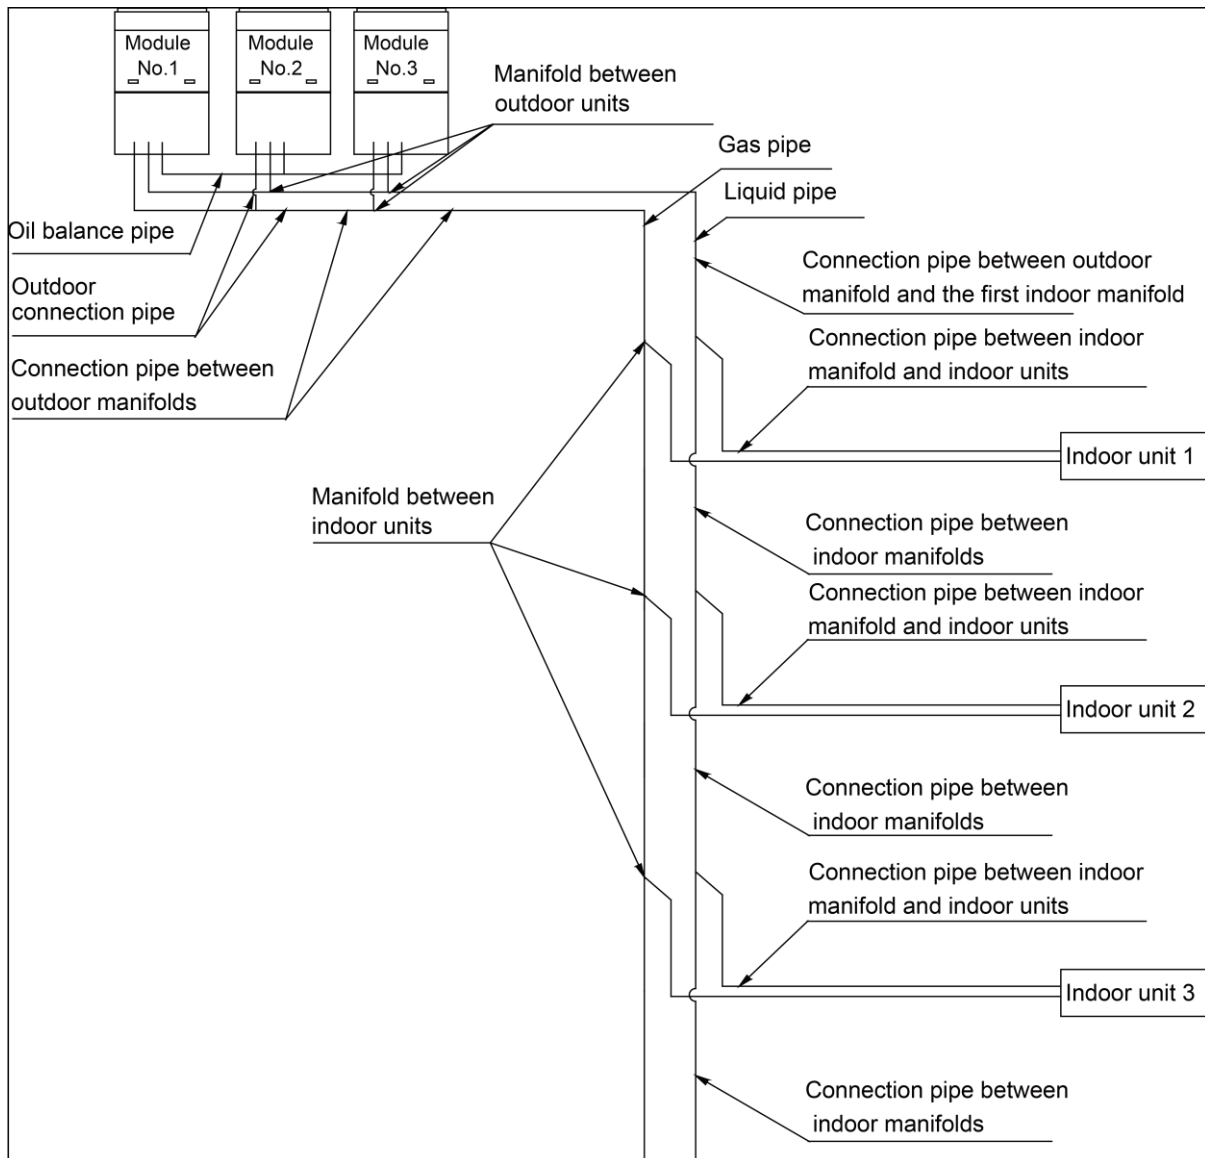 Module
No.1
Module
No.2
Module
No.3
Manifold between
outdoor units
Gas pipe
Liquid pipe
Oil balance pipe
Outdoor
connection pipe
Connection pipe between
outdoor manifolds
Connection pipe between outdoor
manifold and the first indoor manifold
Connection pipe between indoor
manifold and indoor units
Indoor unit 1
Manifold between
indoor units
Connection pipe between
indoor manifolds
Connection pipe between indoor
manifold and indoor units
Indoor unit 2
Connection pipe between
indoor manifolds
Connection pipe between indoor
manifold and indoor units
Indoor unit 3
Connection pipe between
indoor manifolds